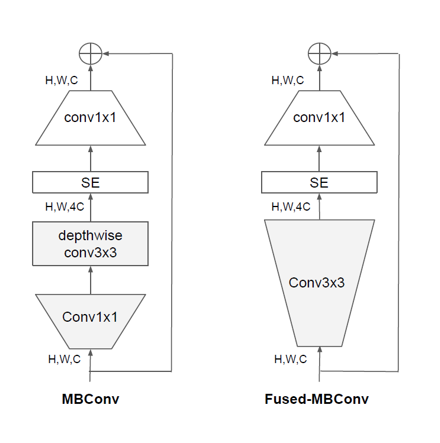 H,W,C
conv1x1
SE
H,W,4C
depthwise
conv3x3
Conv1x1
H,W,C
MBConv
H,W,C
conv1x1
SE
H,W,4C
Conv3x3
H,W,C
Fused-MBConv